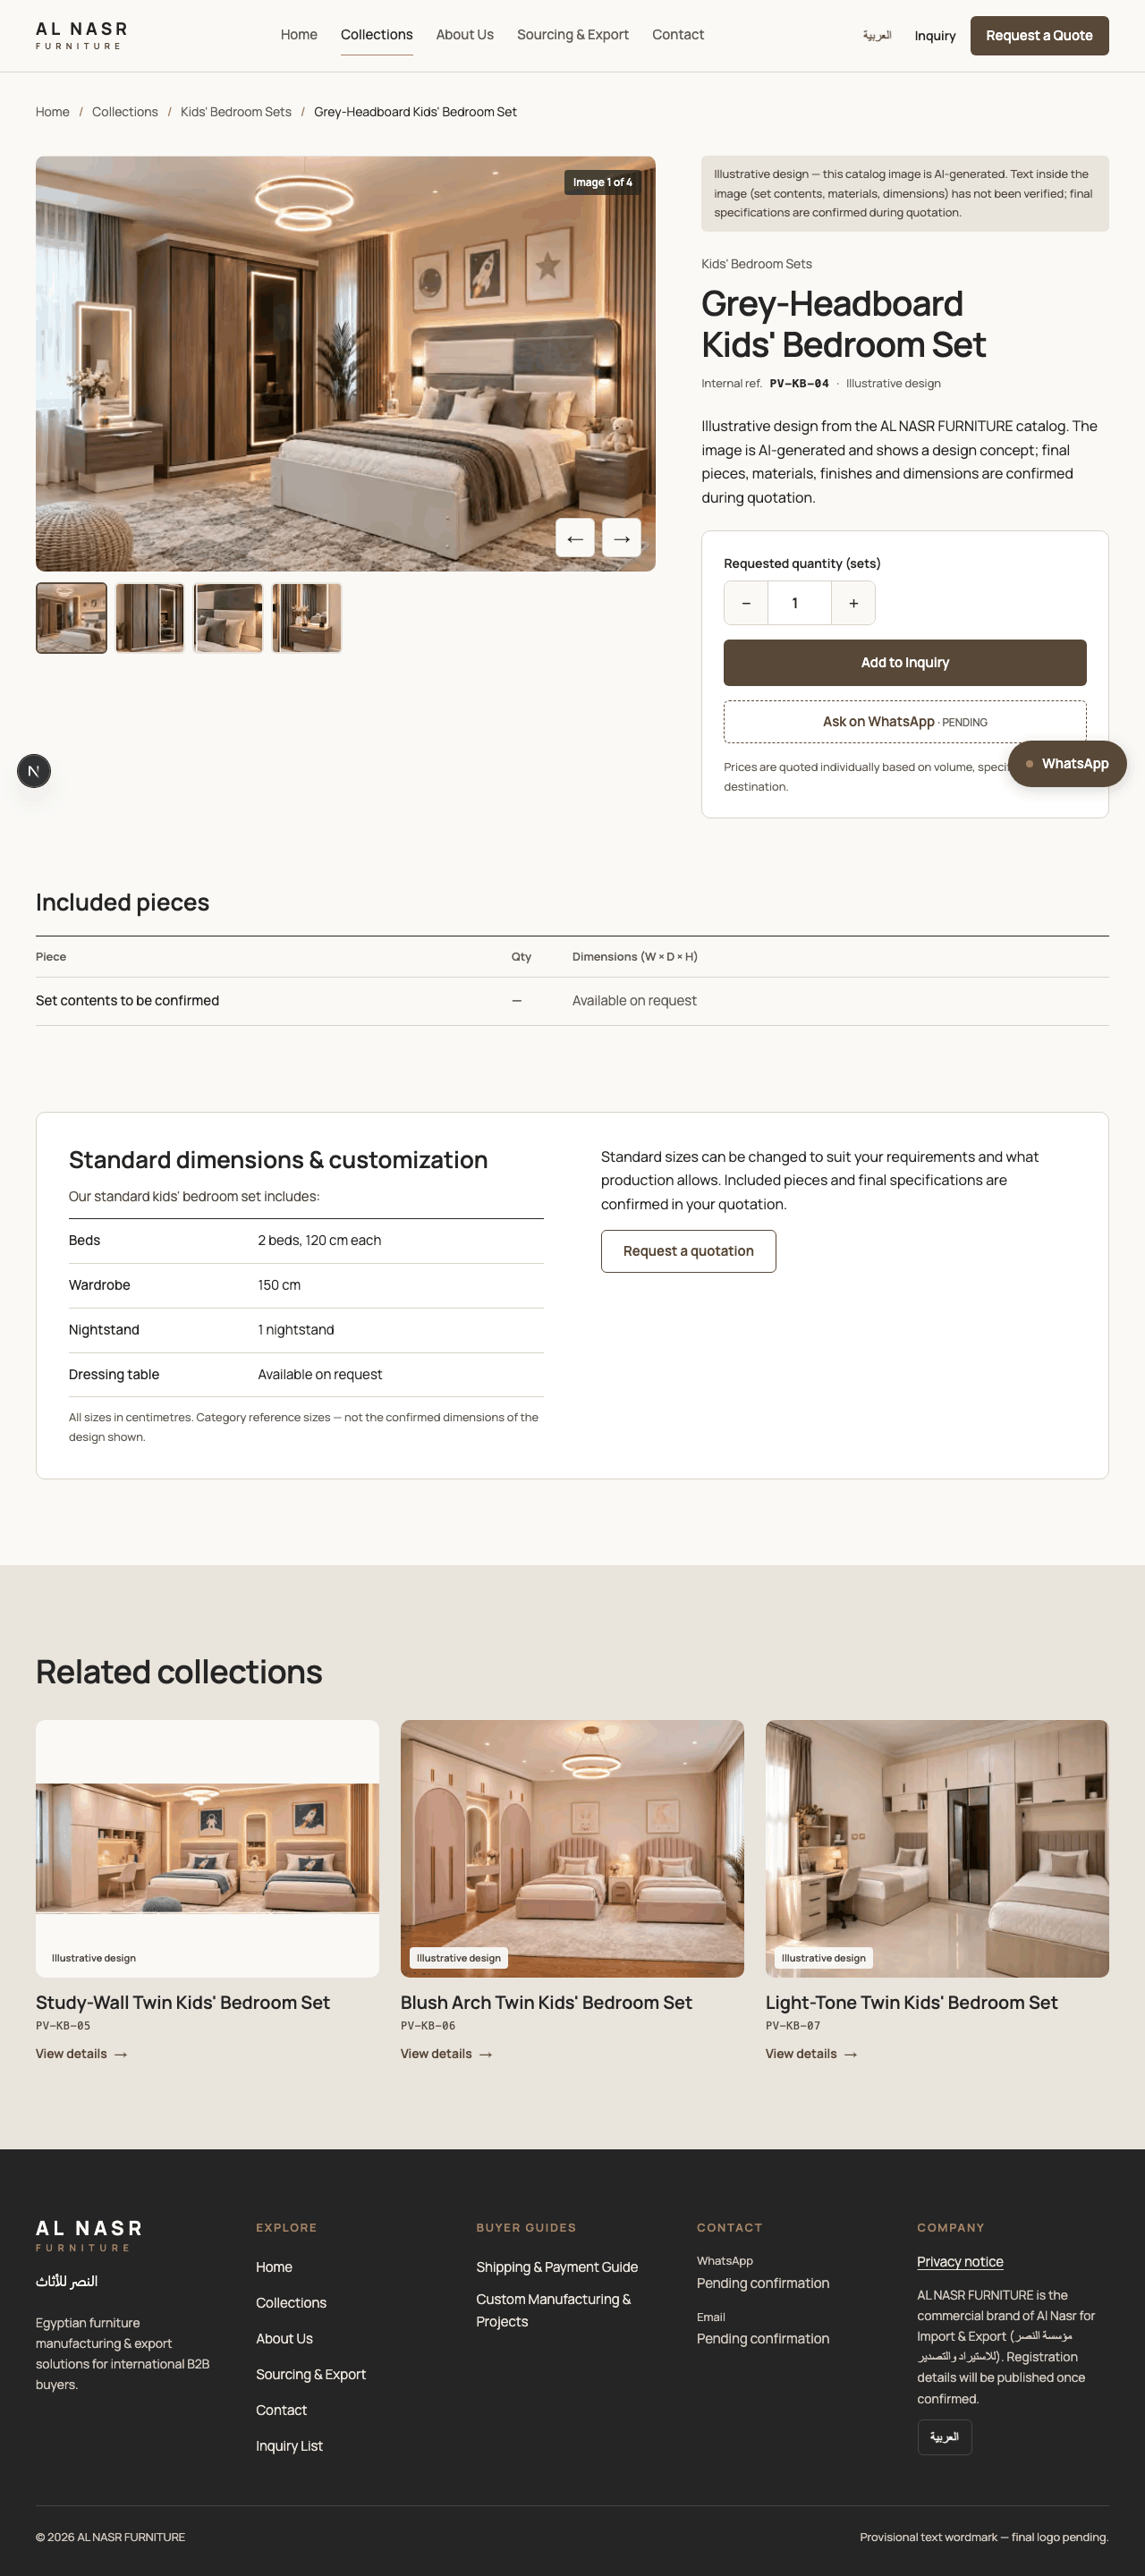 AL NASR
FURNITURE
Home
Collections
About Us
Sourcing & Export
Contact
العربية
Inquiry
Request a Quote
Home / Collections / Kids' Bedroom Sets / Grey-Headboard Kids' Bedroom Set
Image 1 of 4
Illustrative design — this catalog image is AI-generated. Text inside the
image (set contents, materials, dimensions) has not been verified; final
specifications are confirmed during quotation.
Kids' Bedroom Sets
Grey-Headboard
Kids' Bedroom Set
Internal ref. PV-KB-04 · Illustrative design
Illustrative design from the AL NASR FURNITURE catalog. The
image is AI-generated and shows a design concept; final
pieces, materials, finishes and dimensions are confirmed
during quotation.
Requested quantity (sets)
− 1 +
Add to Inquiry
Ask on WhatsApp · PENDING
WhatsApp
Prices are quoted individually based on volume,
destination.
Included pieces
Piece Qty Dimensions (W × D × H)
Set contents to be confirmed — Available on request
Standard dimensions & customization
Our standard kids' bedroom set includes:
Beds 2 beds, 120 cm each
Wardrobe 150 cm
Nightstand 1 nightstand
Dressing table Available on request
All sizes in centimetres. Category reference sizes — not the confirmed dimensions of the
design shown.
Standard sizes can be changed to suit your requirements and what
production allows. Included pieces and final specifications are
confirmed in your quotation.
Request a quotation
Related collections
Illustrative design
Study-Wall Twin Kids' Bedroom Set
PV-KB-05
View details →
Illustrative design
Blush Arch Twin Kids' Bedroom Set
PV-KB-06
View details →
Illustrative design
Light-Tone Twin Kids' Bedroom Set
PV-KB-07
View details →
AL NASR
FURNITURE
النصر للأثاث
Egyptian furniture
manufacturing & export
solutions for international B2B
buyers.
EXPLORE
Home
Collections
About Us
Sourcing & Export
Contact
Inquiry List
BUYER GUIDES
Shipping & Payment Guide
Custom Manufacturing &
Projects
CONTACT
WhatsApp
Pending confirmation
Email
Pending confirmation
COMPANY
Privacy notice
AL NASR FURNITURE is the
commercial brand of Al Nasr for
Import & Export (مؤسسة النصر
للاستيراد والتصدير). Registration
details will be published once
confirmed.
العربية
© 2026 AL NASR FURNITURE
Provisional text wordmark — final logo pending.